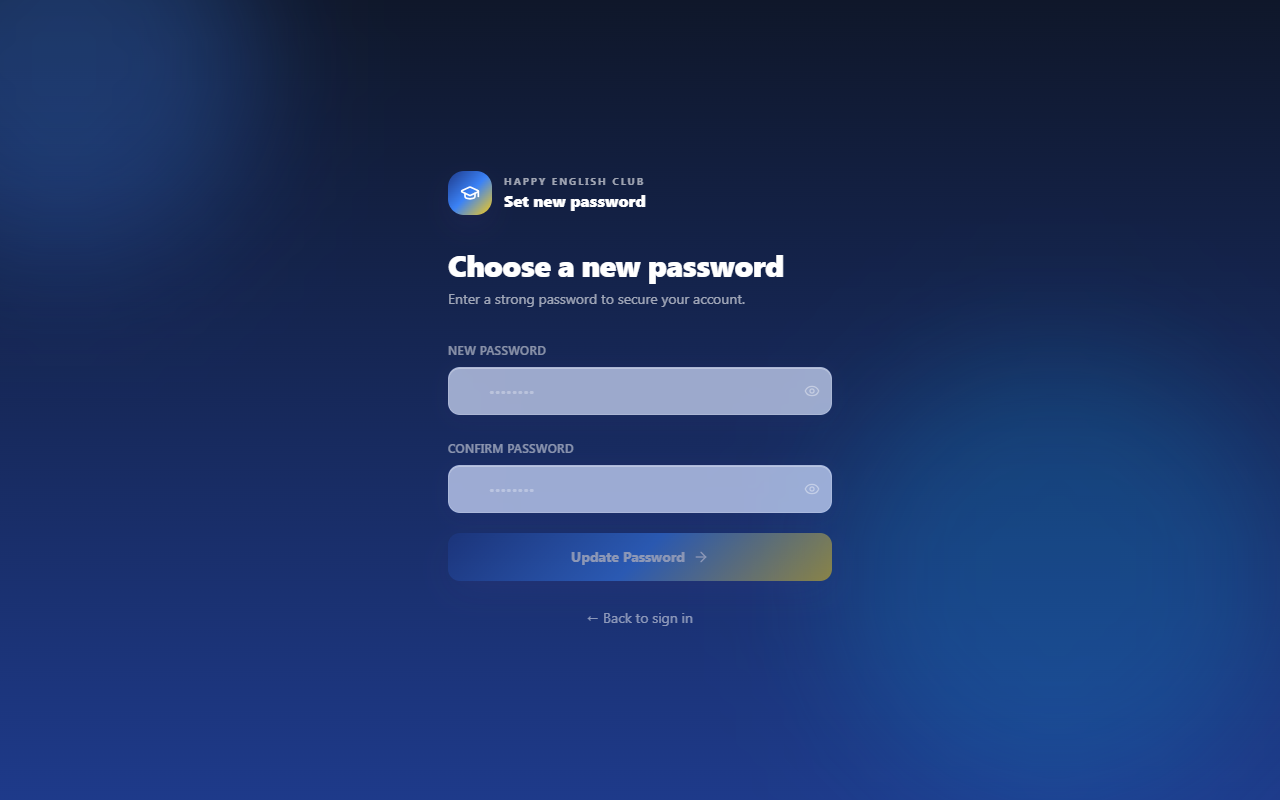 HAPPY ENGLISH CLUB
Set new password
Choose a new password
Enter a strong password to secure your account.
NEW PASSWORD
••••••••
CONFIRM PASSWORD
••••••••
Update Password →
← Back to sign in